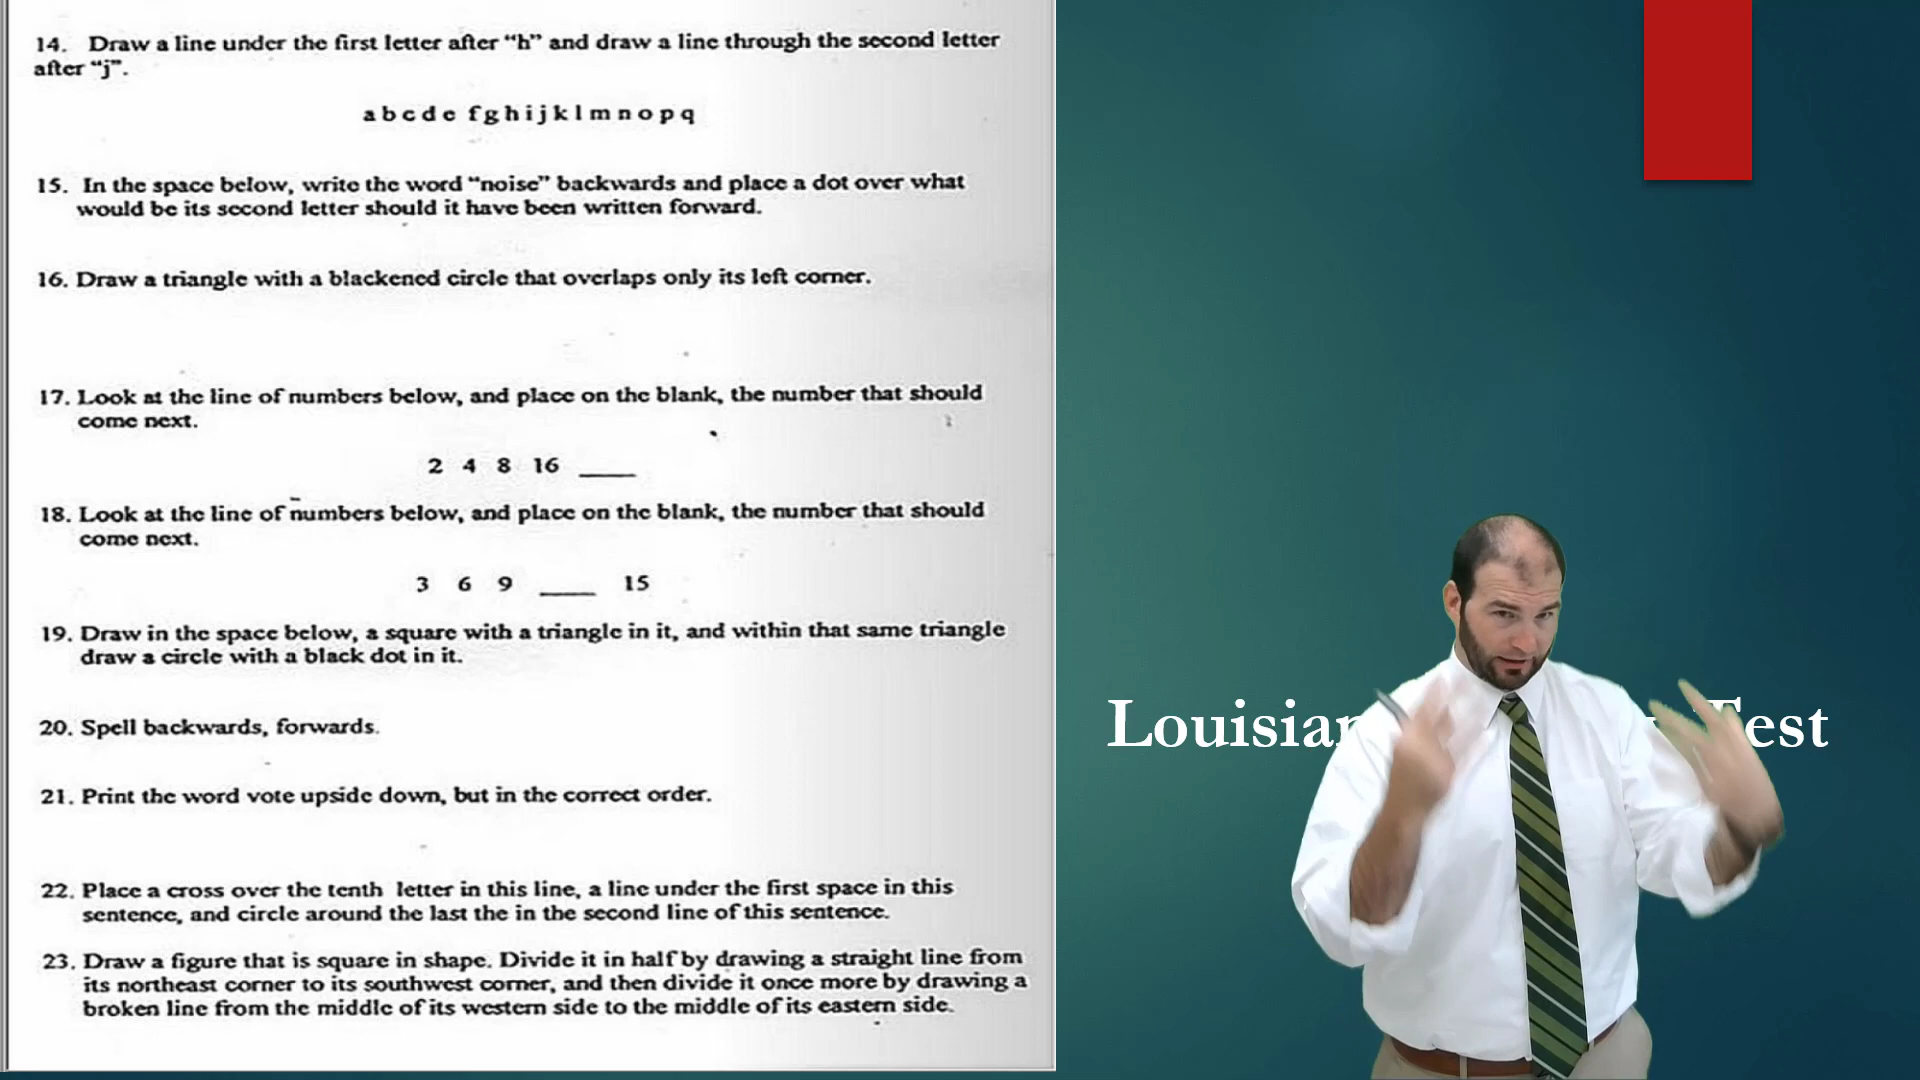 14. Draw a line under the first letter after “h” and draw a line through the second letter
after “j”.
a b c d e f g h i j k l m n o p q
15. In the space below, write the word “noise” backwards and place a dot over what
would be its second letter should it have been written forward.
16. Draw a triangle with a blackened circle that overlaps only its left corner.
17. Look at the line of numbers below, and place on the blank, the number that should
come next.
2 4 8 16 ____
18. Look at the line of numbers below, and place on the blank, the number that should
come next.
3 6 9 ____ 15
19. Draw in the space below, a square with a triangle in it, and within that same triangle
draw a circle with a black dot in it.
20. Spell backwards, forwards.
21. Print the word vote upside down, but in the correct order.
22. Place a cross over the tenth letter in this line, a line under the first space in this
sentence, and circle around the last the in the second line of this sentence.
23. Draw a figure that is square in shape. Divide it in half by drawing a straight line from
its northeast corner to its southwest corner, and then divide it once more by drawing a
broken line from the middle of its western side to the middle of its eastern side.
Test